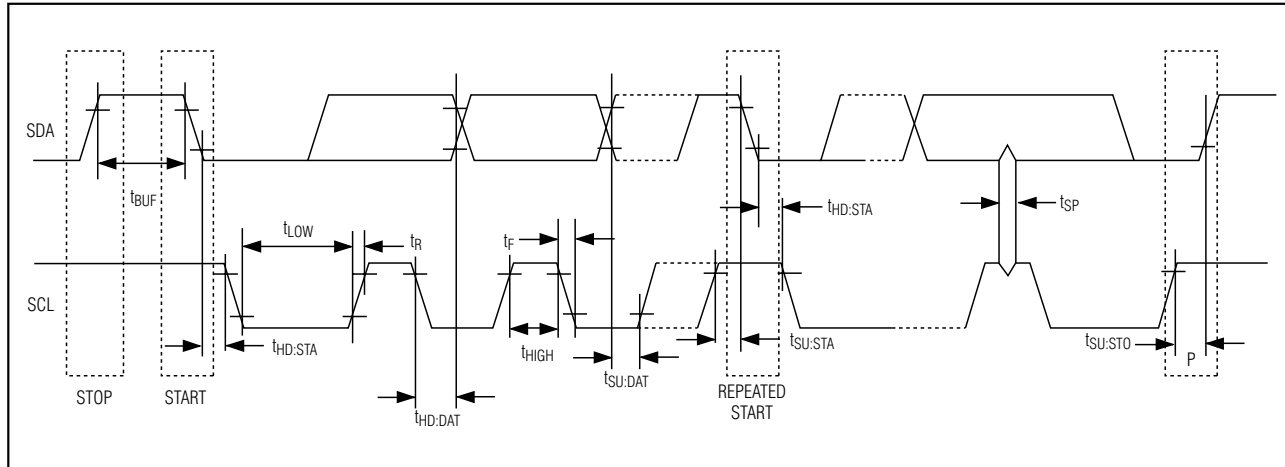 SDA
tBUF
tLOW
tR
tF
tHD:STA
tSP
SCL
tHD:STA
tHIGH
tSU:DAT
tSU:STA
tSU:STO
P
STOP
START
tHD:DAT
REPEATED
START